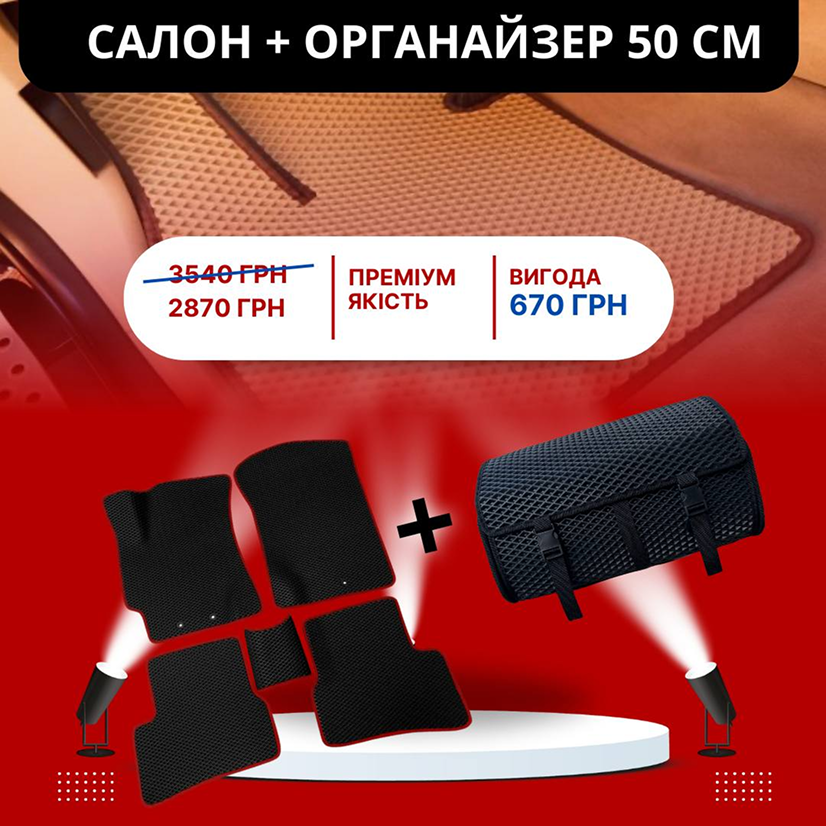 САЛОН + ОРГАНАЙЗЕР 50 СМ
3540 ГРН
2870 ГРН
ПРЕМІУМ
ЯКІСТЬ
ВИГОДА
670 ГРН